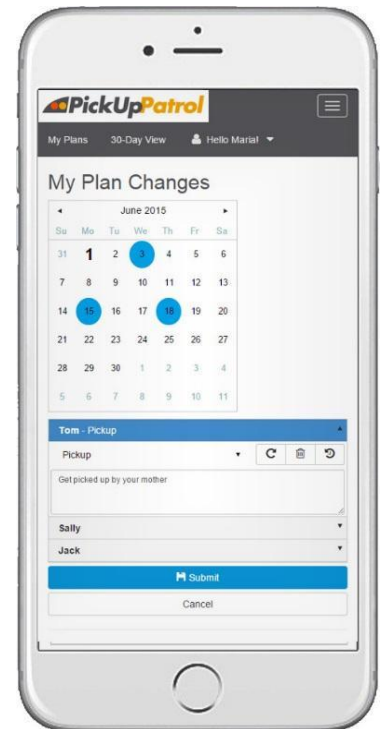 PickUpPatrol
My Plans 30-Day View Hello Maria!
My Plan Changes
June 2015
Su Mo Tu We Th Fr Sa
31 1 2 3 4 5 6
7 8 9 10 11 12 13
14 15 16 17 18 19 20
21 22 23 24 25 26 27
28 29 30 1 2 3 4
5 6 7 8 9 10 11
Tom - Pickup
Pickup
Get picked up by your mother
Sally
Jack
Submit
Cancel